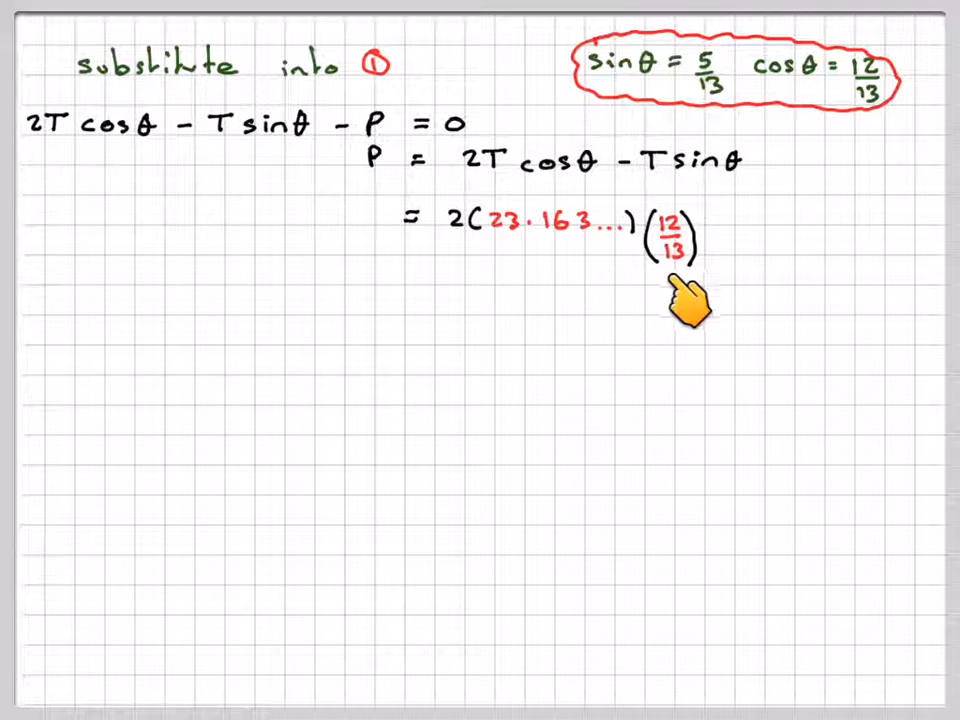 substitute into ①
sinθ = 5/13 cosθ = 12/13
2T cosθ - T sinθ - P = 0
P = 2T cosθ - T sinθ
= 2(23.163...)(12/13)